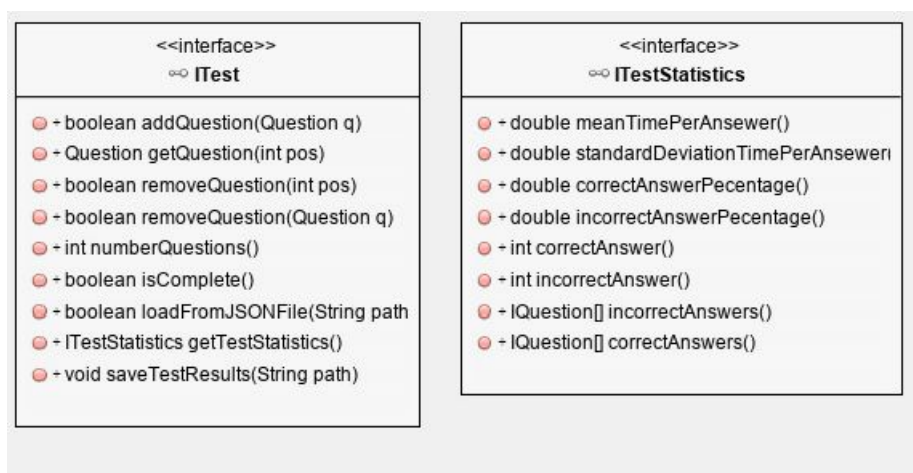 <<interface>>
ITest
+ boolean addQuestion(Question q)
+ Question getQuestion(int pos)
+ boolean removeQuestion(int pos)
+ boolean removeQuestion(Question q)
+ int numberQuestions()
+ boolean isComplete()
+ boolean loadFromJSONFile(String path
+ ITestStatistics getTestStatistics()
+ void saveTestResults(String path)
<<interface>>
ITestStatistics
+ double meanTimePerAnsewer()
+ double standardDeviationTimePerAnsewer(
+ double correctAnswerPecentage()
+ double incorrectAnswerPecentage()
+ int correctAnswer()
+ int incorrectAnswer()
+ IQuestion[] incorrectAnswers()
+ IQuestion[] correctAnswers()